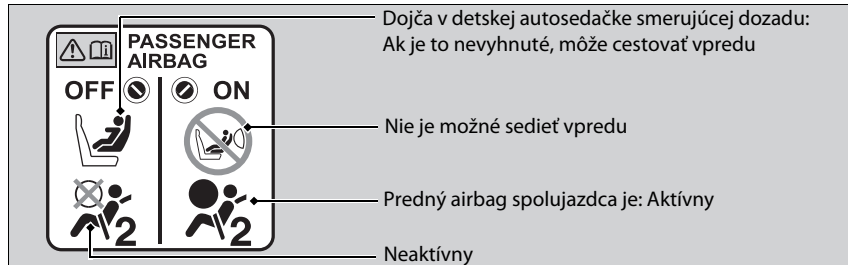 Dojča v detskej autosedačke smerujúcej dozadu:
Ak je to nevyhnuté, môže cestovať vpredu
PASSENGER
AIRBAG
OFF ON
Nie je možné sedieť vpredu
Predný airbag spolujazdca je: Aktívny
2 2
Neaktívny